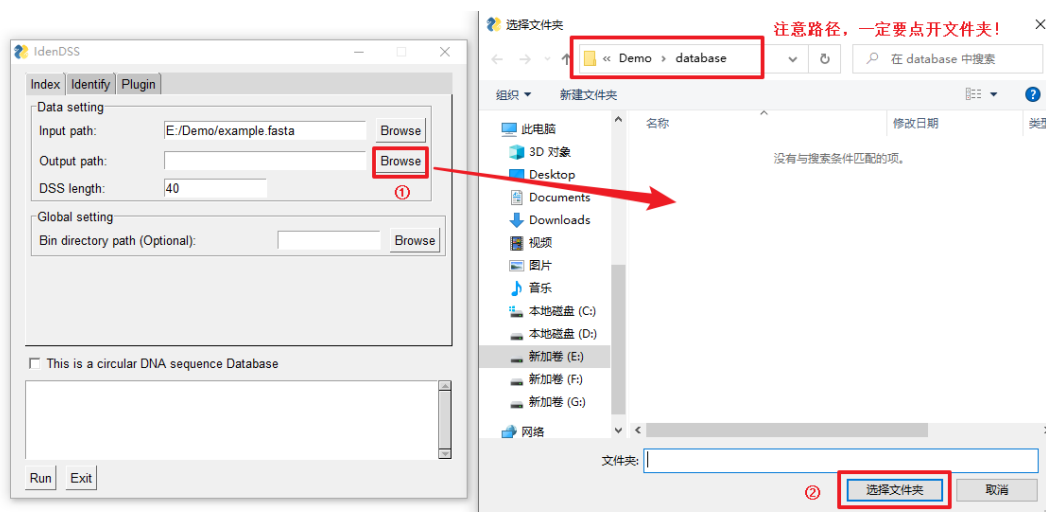 IdenDSS
Index Identify Plugin
Data setting
Input path: E:/Demo/example.fasta Browse
Output path: Browse
DSS length: 40
①
Global setting
Bin directory path (Optional): Browse
This is a circular DNA sequence Database
Run Exit
选择文件夹
注意路径，一定要点开文件夹！
« Demo › database
在 database 中搜索
组织 新建文件夹
名称 修改日期 类型
没有与搜索条件匹配的项。
此电脑
3D 对象
Desktop
Documents
Downloads
视频
图片
音乐
本地磁盘 (C:)
本地磁盘 (D:)
新加卷 (E:)
新加卷 (F:)
新加卷 (G:)
网络
文件夹:
② 选择文件夹 取消